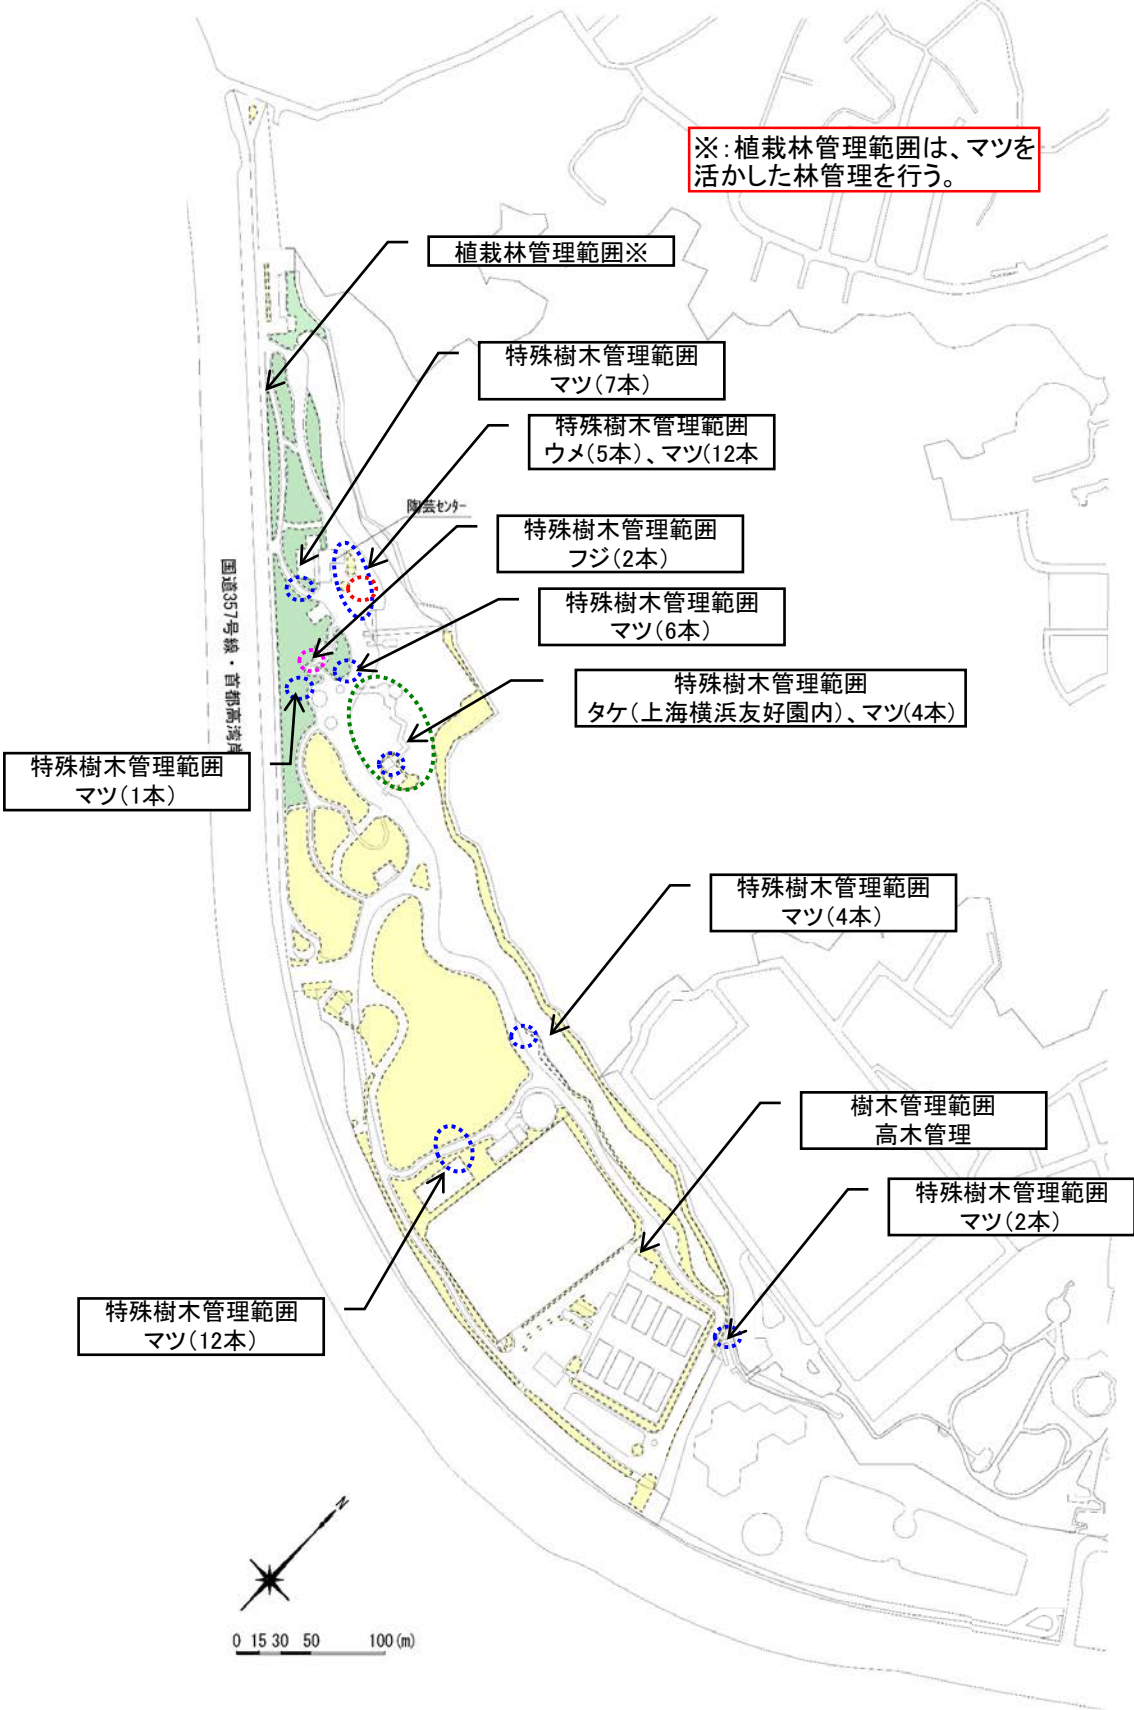 ※：植栽林管理範囲は、マツを
活かした林管理を行う。
植栽林管理範囲※
特殊樹木管理範囲
マツ（7本）
特殊樹木管理範囲
ウメ（5本）、マツ（12本
陶芸センター
特殊樹木管理範囲
フジ（2本）
特殊樹木管理範囲
マツ（6本）
特殊樹木管理範囲
タケ（上海横浜友好園内）、マツ（4本）
国道357号線・首都高湾岸
特殊樹木管理範囲
マツ（1本）
特殊樹木管理範囲
マツ（4本）
樹木管理範囲
高木管理
特殊樹木管理範囲
マツ（2本）
特殊樹木管理範囲
マツ（12本）
N
0 15 30 50 100(m)